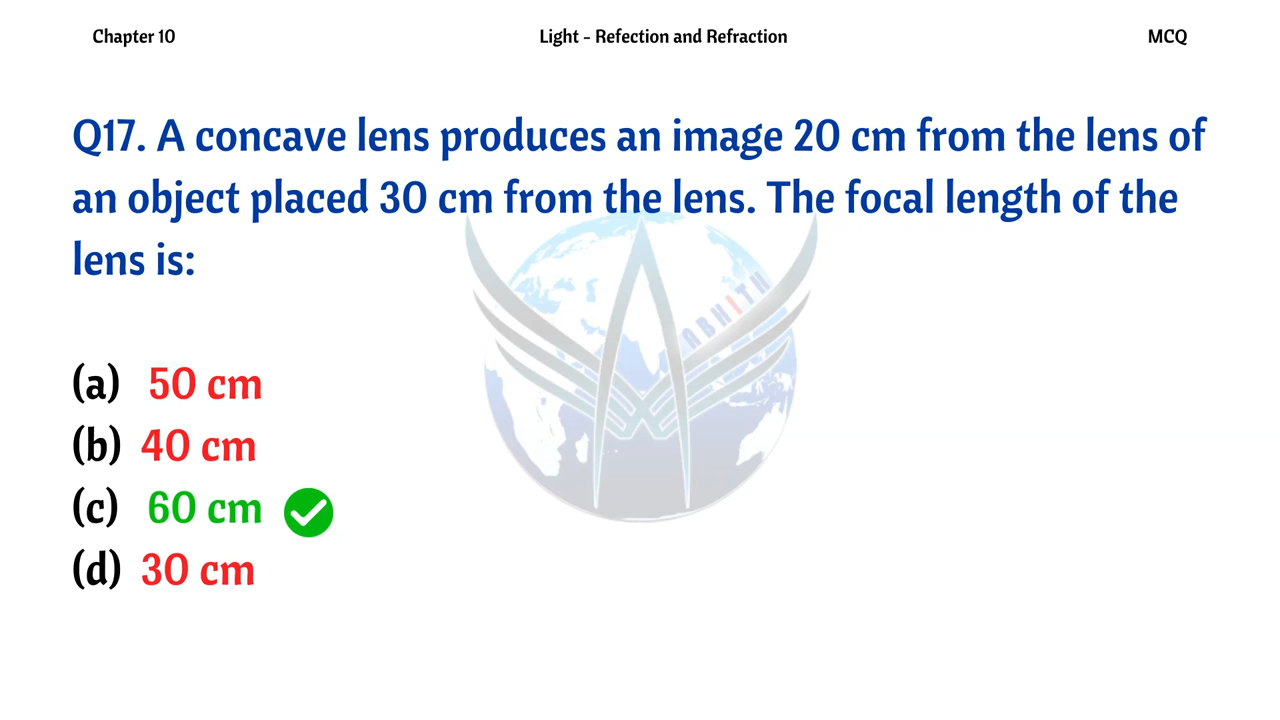 Chapter 10
Light - Refection and Refraction
MCQ
Q17. A concave lens produces an image 20 cm from the lens of
an object placed 30 cm from the lens. The focal length of the
lens is:
ABHITH
(a) 50 cm
(b) 40 cm
(c) 60 cm
(d) 30 cm